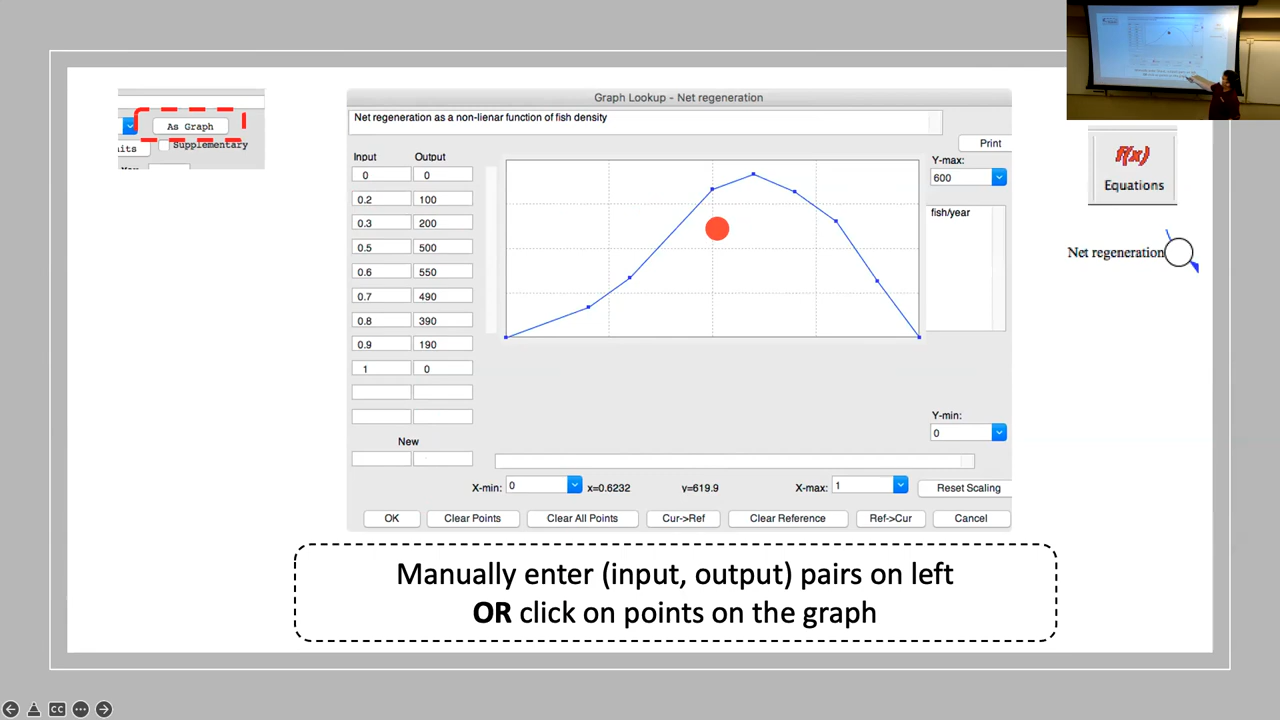 As Graph
its
Supplementary
Graph Lookup - Net regeneration
Net regeneration as a non-lienar function of fish density
Print
Input Output
0 0
0.2 100
0.3 200
0.5 500
0.6 550
0.7 490
0.8 390
0.9 190
1 0
New
Y-max:
600
fish/year
Y-min:
0
X-min: 0 x=0.6232 y=619.9 X-max: 1 Reset Scaling
OK Clear Points Clear All Points Cur->Ref Clear Reference Ref->Cur Cancel
f(x)
Equations
Net regeneration
Manually enter (input, output) pairs on left
OR click on points on the graph
CC